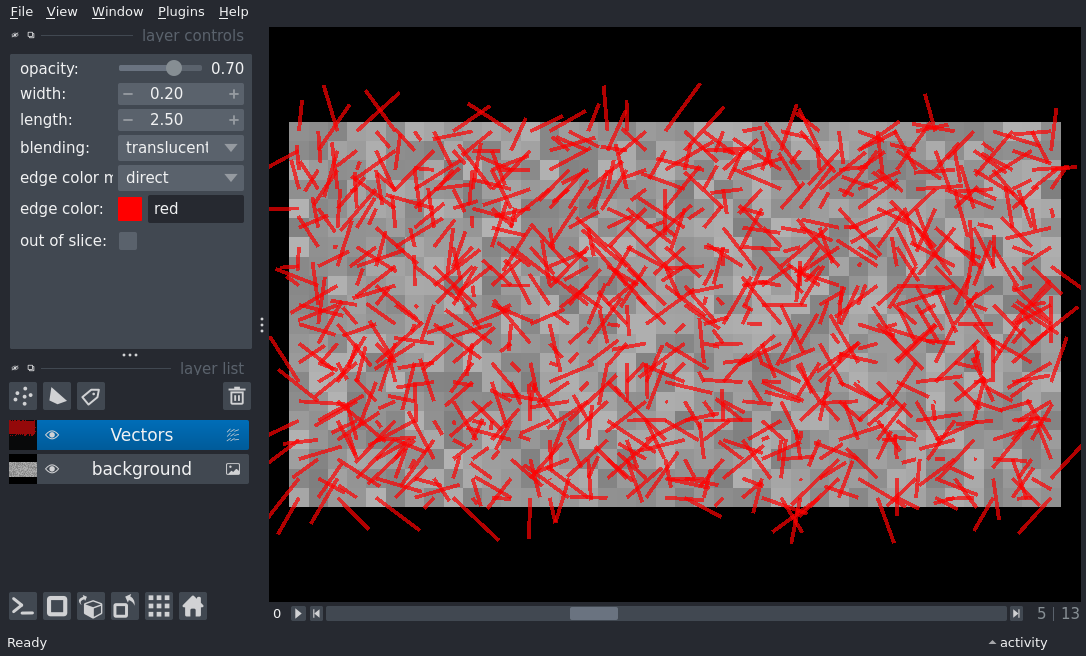 File View Window Plugins Help
layer controls
opacity: 0.70
width: − 0.20 +
length: − 2.50 +
blending: translucent
edge color m direct
edge color: red
out of slice:
layer list
Vectors
background
0 5 | 13
Ready activity